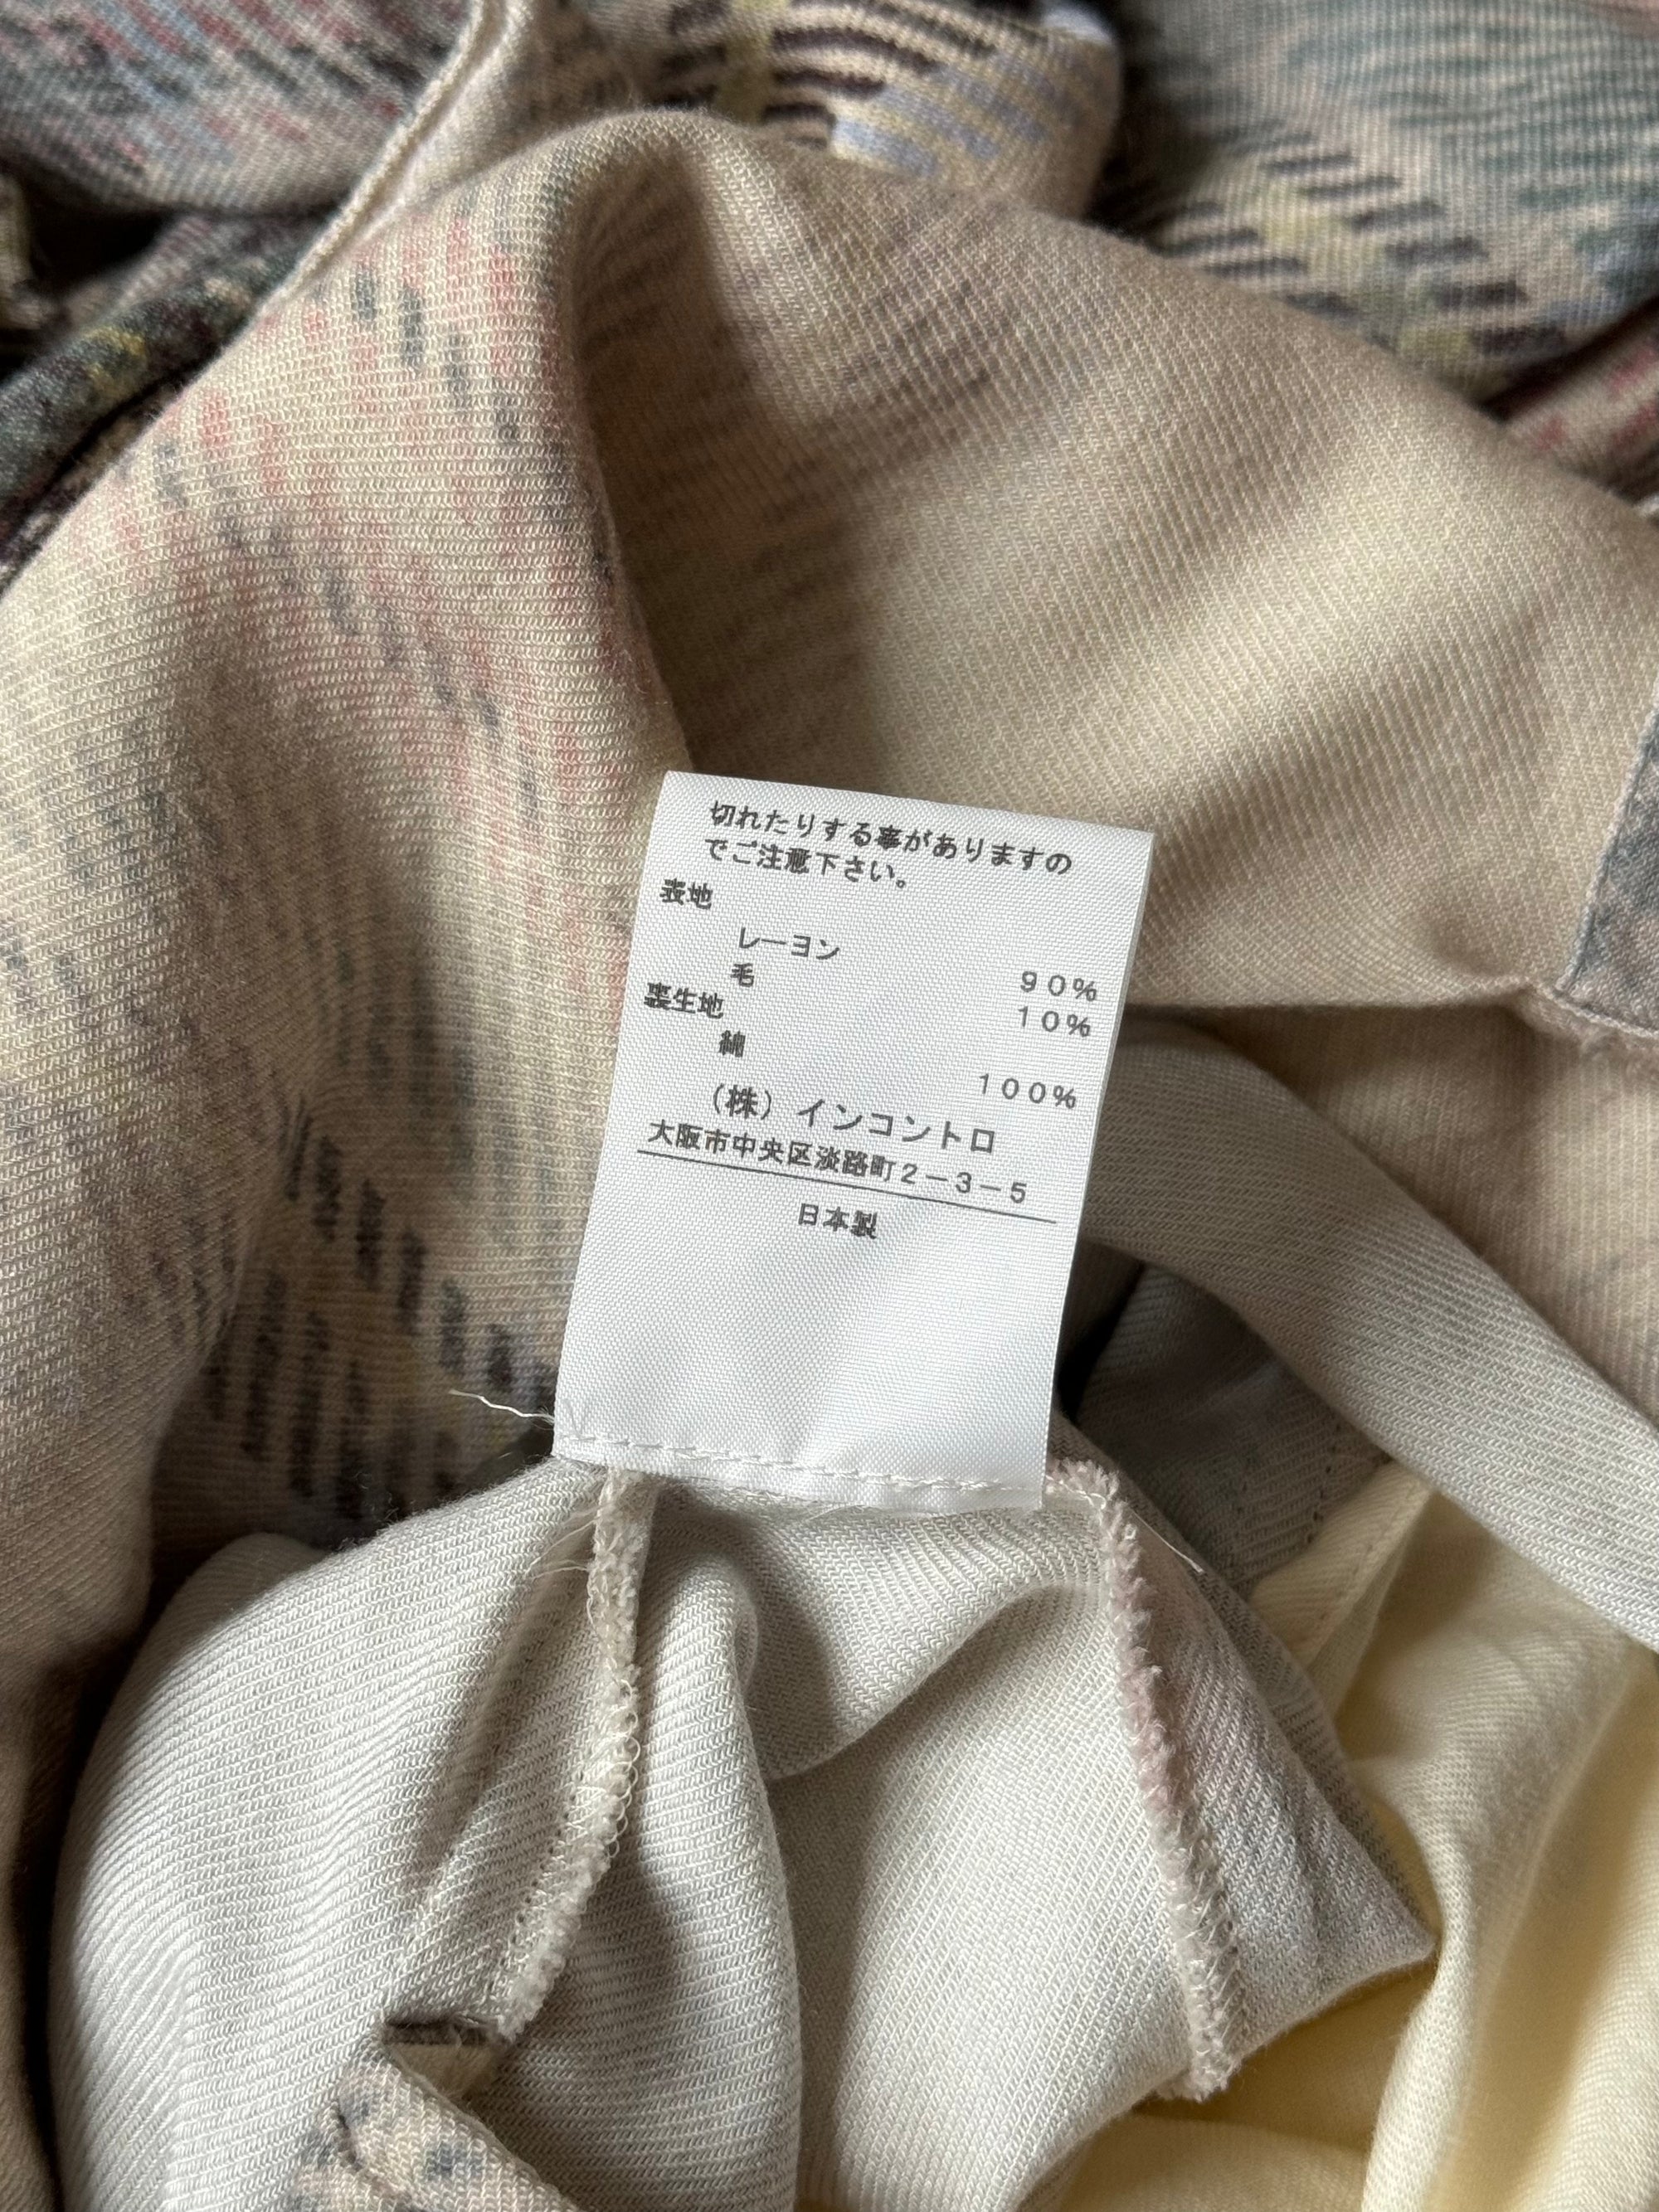 切れたりする事がありますの
でご注意下さい。
表地
レーヨン 90%
毛 10%
裏生地
綿 100%
(株)インコントロ
大阪市中央区淡路町2-3-5
日本製